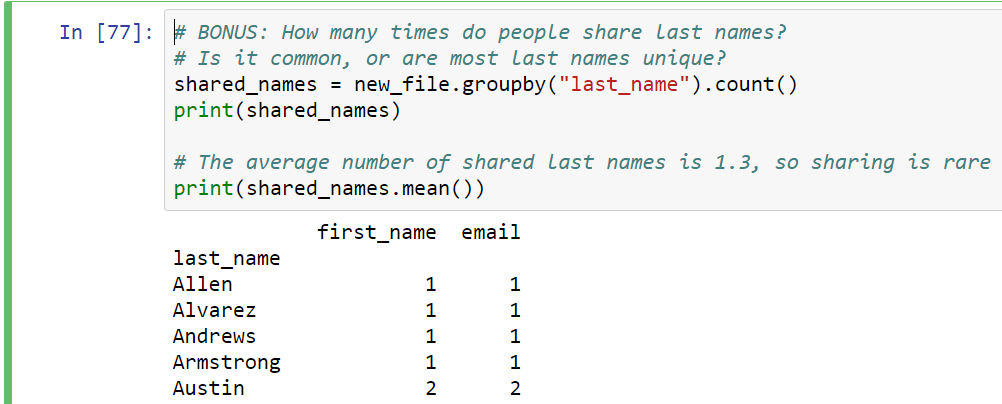 In [77]: # BONUS: How many times do people share last names?
# Is it common, or are most last names unique?
shared_names = new_file.groupby("last_name").count()
print(shared_names)
# The average number of shared last names is 1.3, so sharing is rare
print(shared_names.mean())
first_name email
last_name
Allen 1 1
Alvarez 1 1
Andrews 1 1
Armstrong 1 1
Austin 2 2